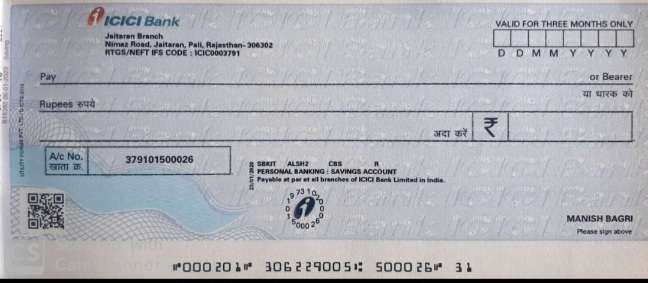 ICICI Bank
Jaitaran Branch
Nimaz Road, Jaitaran, Pali, Rajasthan- 306302
RTGS/NEFT IFS CODE : ICIC0003791
VALID FOR THREE MONTHS ONLY
D D M M Y Y Y Y
Pay or Bearer
या धारक को
Rupees रुपये
अदा करें ₹
A/c No. 379101500026
खाता क्र.
SBKIT ALSHZ CBS R
PERSONAL BANKING : SAVINGS ACCOUNT
Payable at par at all branches of ICICI Bank Limited in India.
MANISH BAGRI
Please sign above
⑈000201⑈ 306229005⑆ 500026⑈ 31